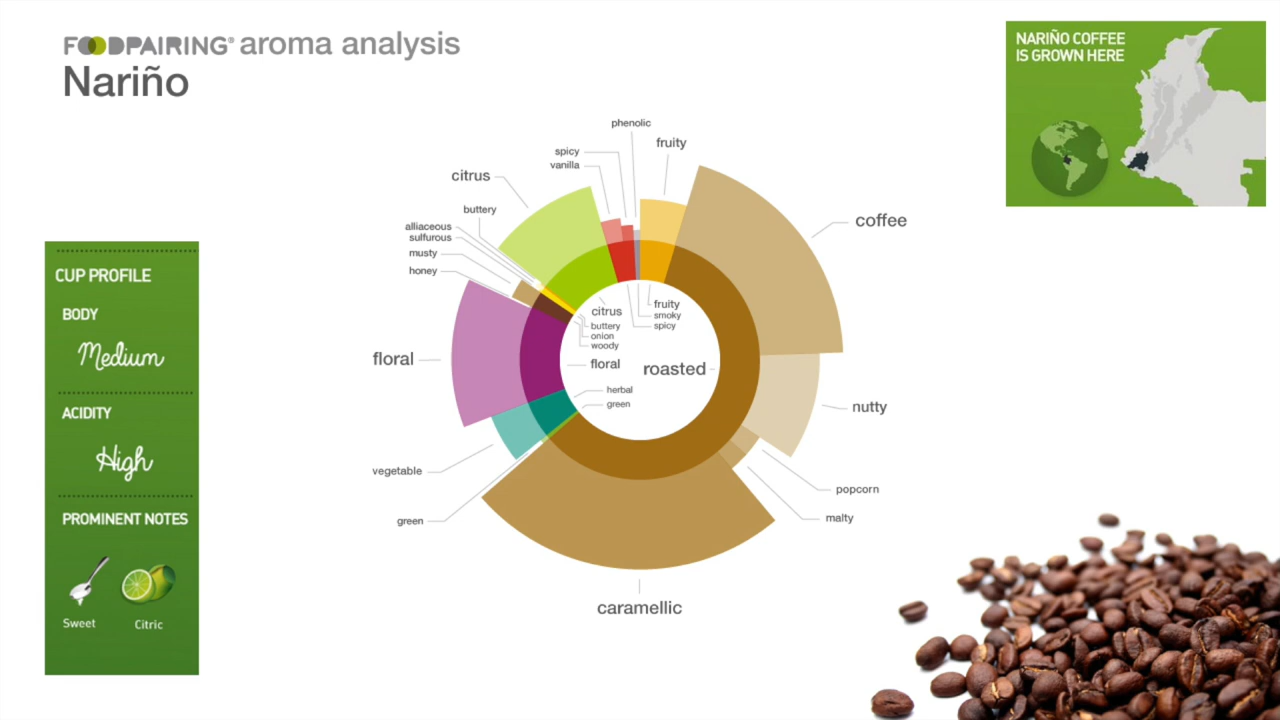 FOODPAIRING® aroma analysis
Nariño
NARIÑO COFFEE
IS GROWN HERE
phenolic
fruity
spicy
vanilla
citrus
buttery
alliaceous
sulfurous
musty
honey
coffee
floral
citrus
buttery
onion
woody
floral
fruity
smoky
spicy
roasted
herbal
green
nutty
vegetable
green
popcorn
malty
caramellic
CUP PROFILE
BODY
Medium
ACIDITY
High
PROMINENT NOTES
Sweet
Citric